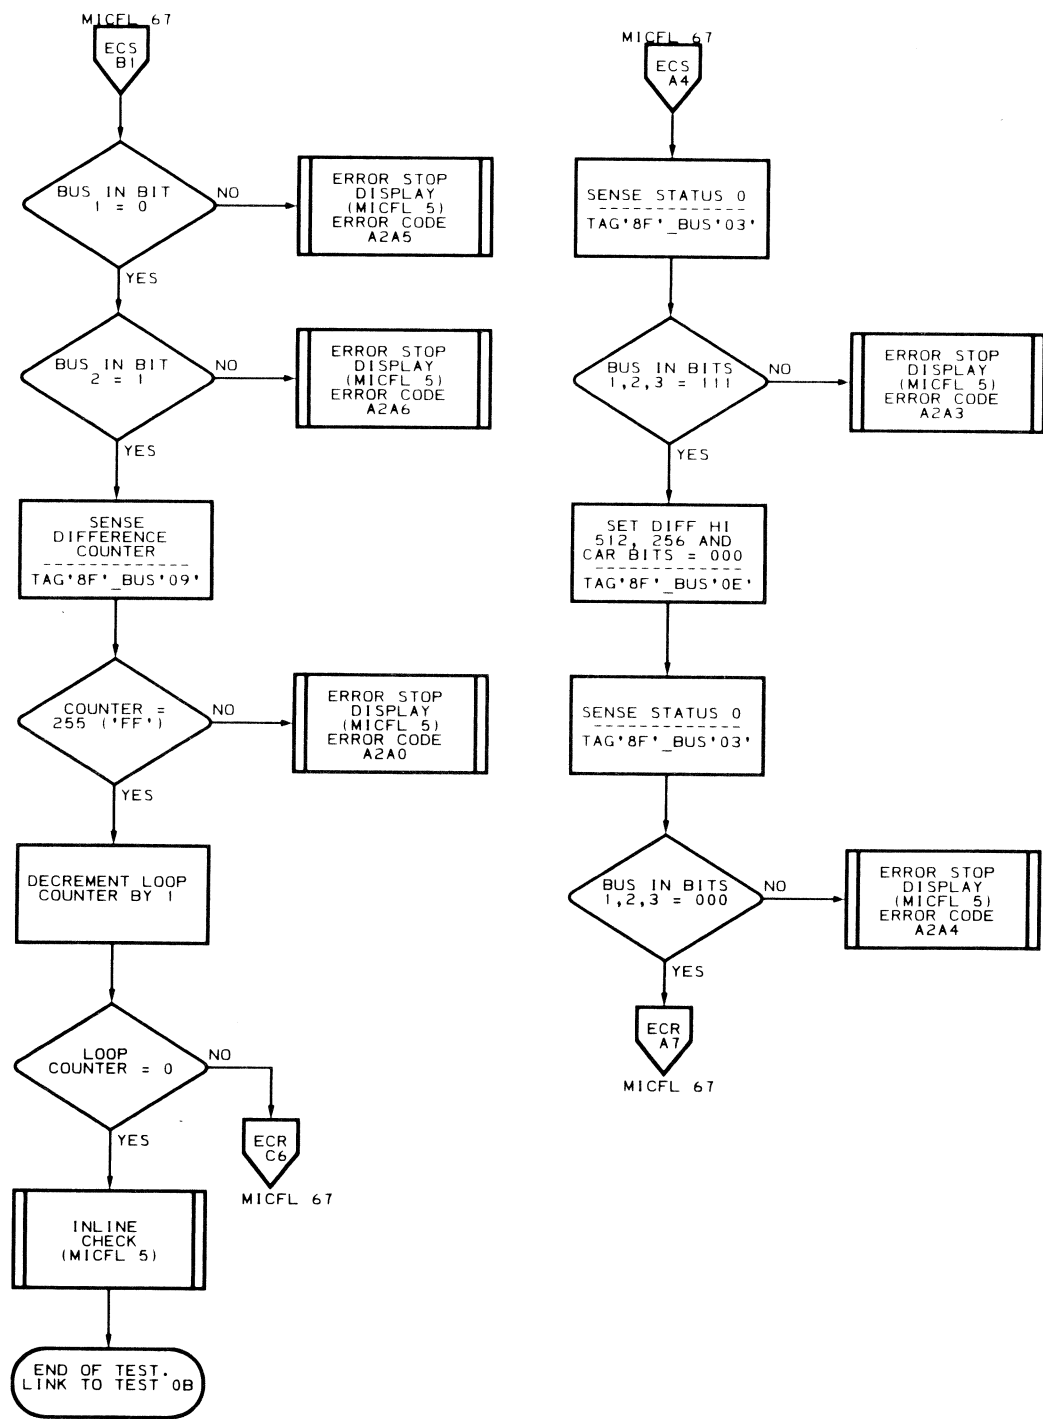 MICFL 67
ECS
B1
BUS IN BIT
1 = 0
NO
ERROR STOP
DISPLAY
(MICFL 5)
ERROR CODE
A2A5
YES
BUS IN BIT
2 = 1
NO
ERROR STOP
DISPLAY
(MICFL 5)
ERROR CODE
A2A6
YES
SENSE
DIFFERENCE
COUNTER
--------------
TAG'8F'_BUS'09'
COUNTER =
255 ('FF')
NO
ERROR STOP
DISPLAY
(MICFL 5)
ERROR CODE
A2A0
YES
DECREMENT LOOP
COUNTER BY 1
LOOP
COUNTER = 0
NO
ECR
C6
MICFL 67
YES
INLINE
CHECK
(MICFL 5)
END OF TEST.
LINK TO TEST 0B
MICFL 67
ECS
A4
SENSE STATUS 0
--------------
TAG'8F'_BUS'03'
BUS IN BITS
1,2,3 = 111
NO
ERROR STOP
DISPLAY
(MICFL 5)
ERROR CODE
A2A3
YES
SET DIFF HI
512, 256 AND
CAR BITS = 000
--------------
TAG'8F'_BUS'0E'
SENSE STATUS 0
--------------
TAG'8F'_BUS'03'
BUS IN BITS
1,2,3 = 000
NO
ERROR STOP
DISPLAY
(MICFL 5)
ERROR CODE
A2A4
YES
ECR
A7
MICFL 67